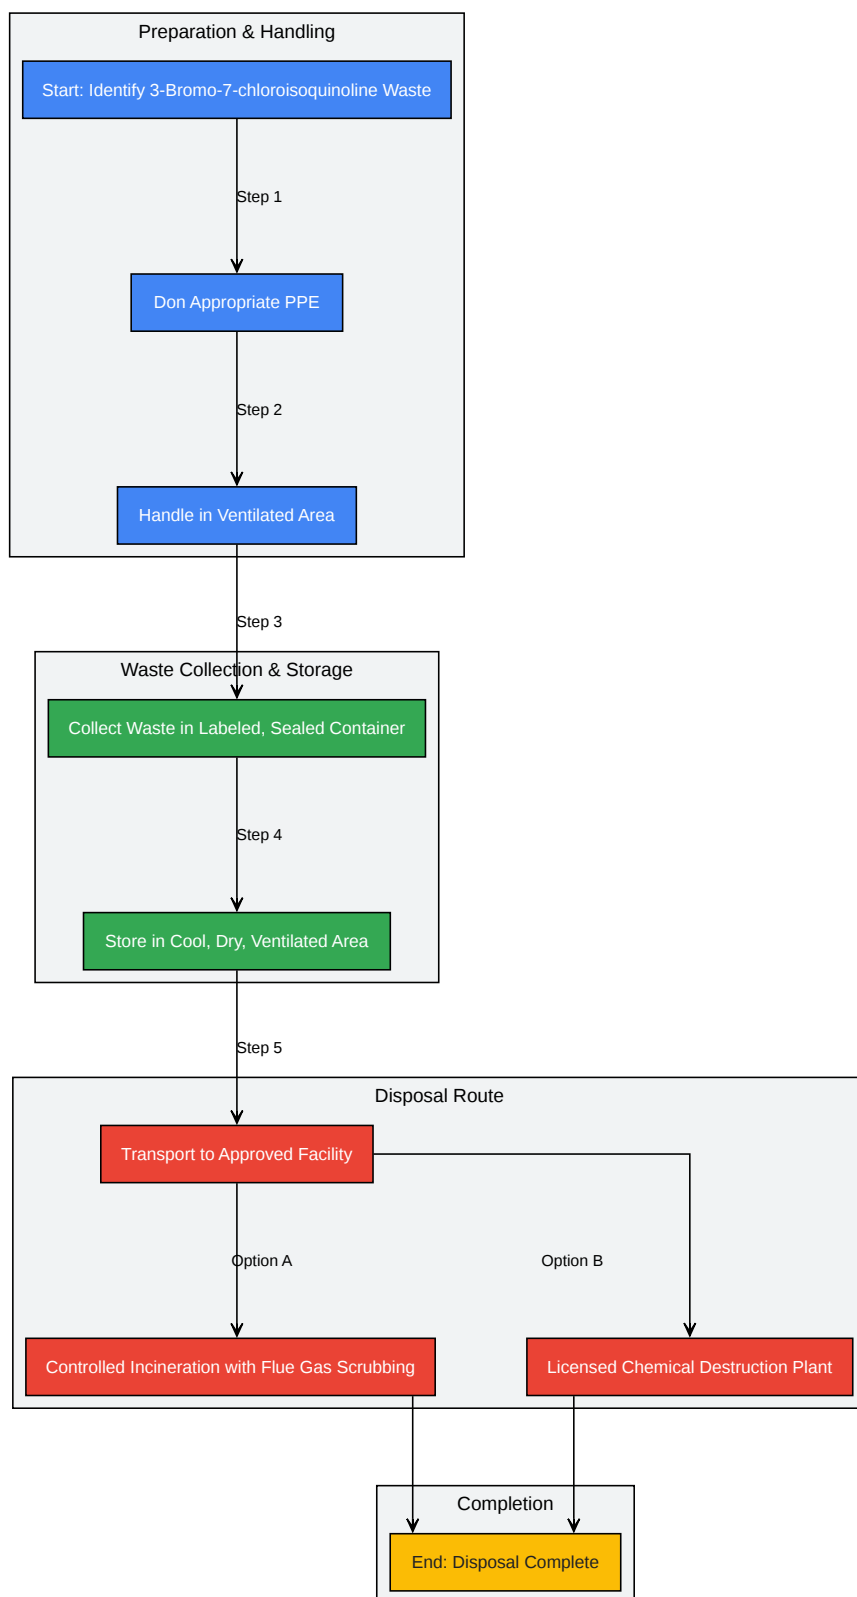 Preparation & Handling
Start: Identify 3-Bromo-7-chloroisoquinoline Waste
Step 1
Don Appropriate PPE
Step 2
Handle in Ventilated Area
Step 3
Waste Collection & Storage
Collect Waste in Labeled, Sealed Container
Step 4
Store in Cool, Dry, Ventilated Area
Step 5
Disposal Route
Transport to Approved Facility
Option A
Option B
Controlled Incineration with Flue Gas Scrubbing
Licensed Chemical Destruction Plant
Completion
End: Disposal Complete